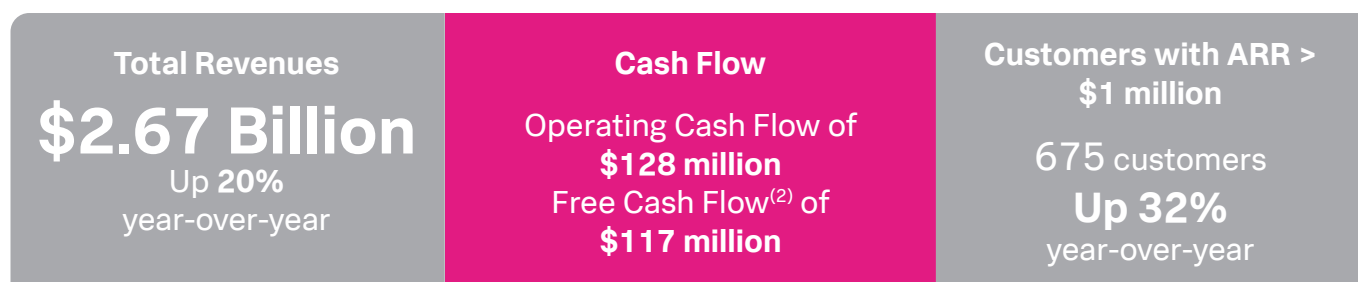 Total Revenues
$2.67 Billion
Up 20%
year-over-year
Cash Flow
Operating Cash Flow of
$128 million
Free Cash Flow(2) of
$117 million
Customers with ARR >
$1 million
675 customers
Up 32%
year-over-year